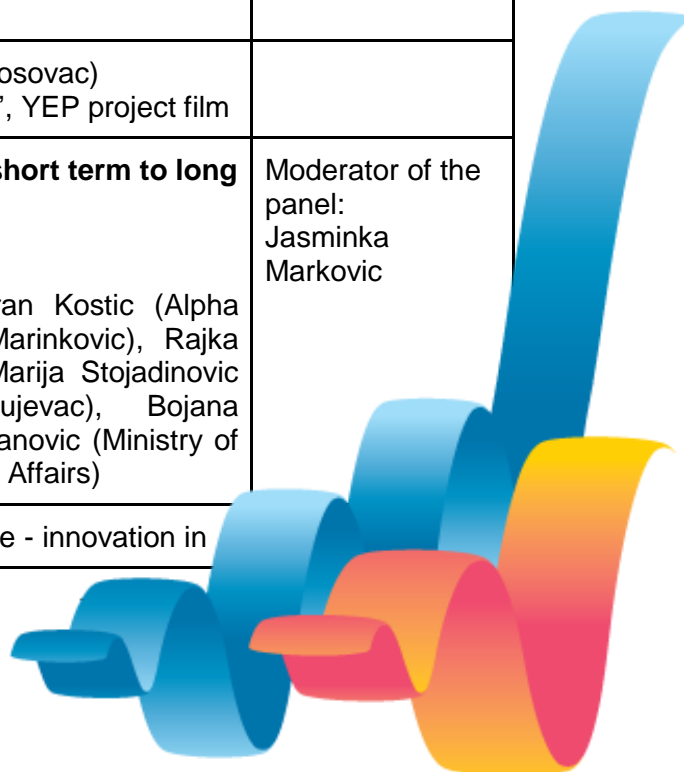 osovac)
', YEP project film
short term to long
Moderator of the
panel:
Jasminka
Markovic
ran Kostic (Alpha
Marinkovic), Rajka
Marija Stojadinovic
ujevac), Bojana
anovic (Ministry of
Affairs)
e - innovation in